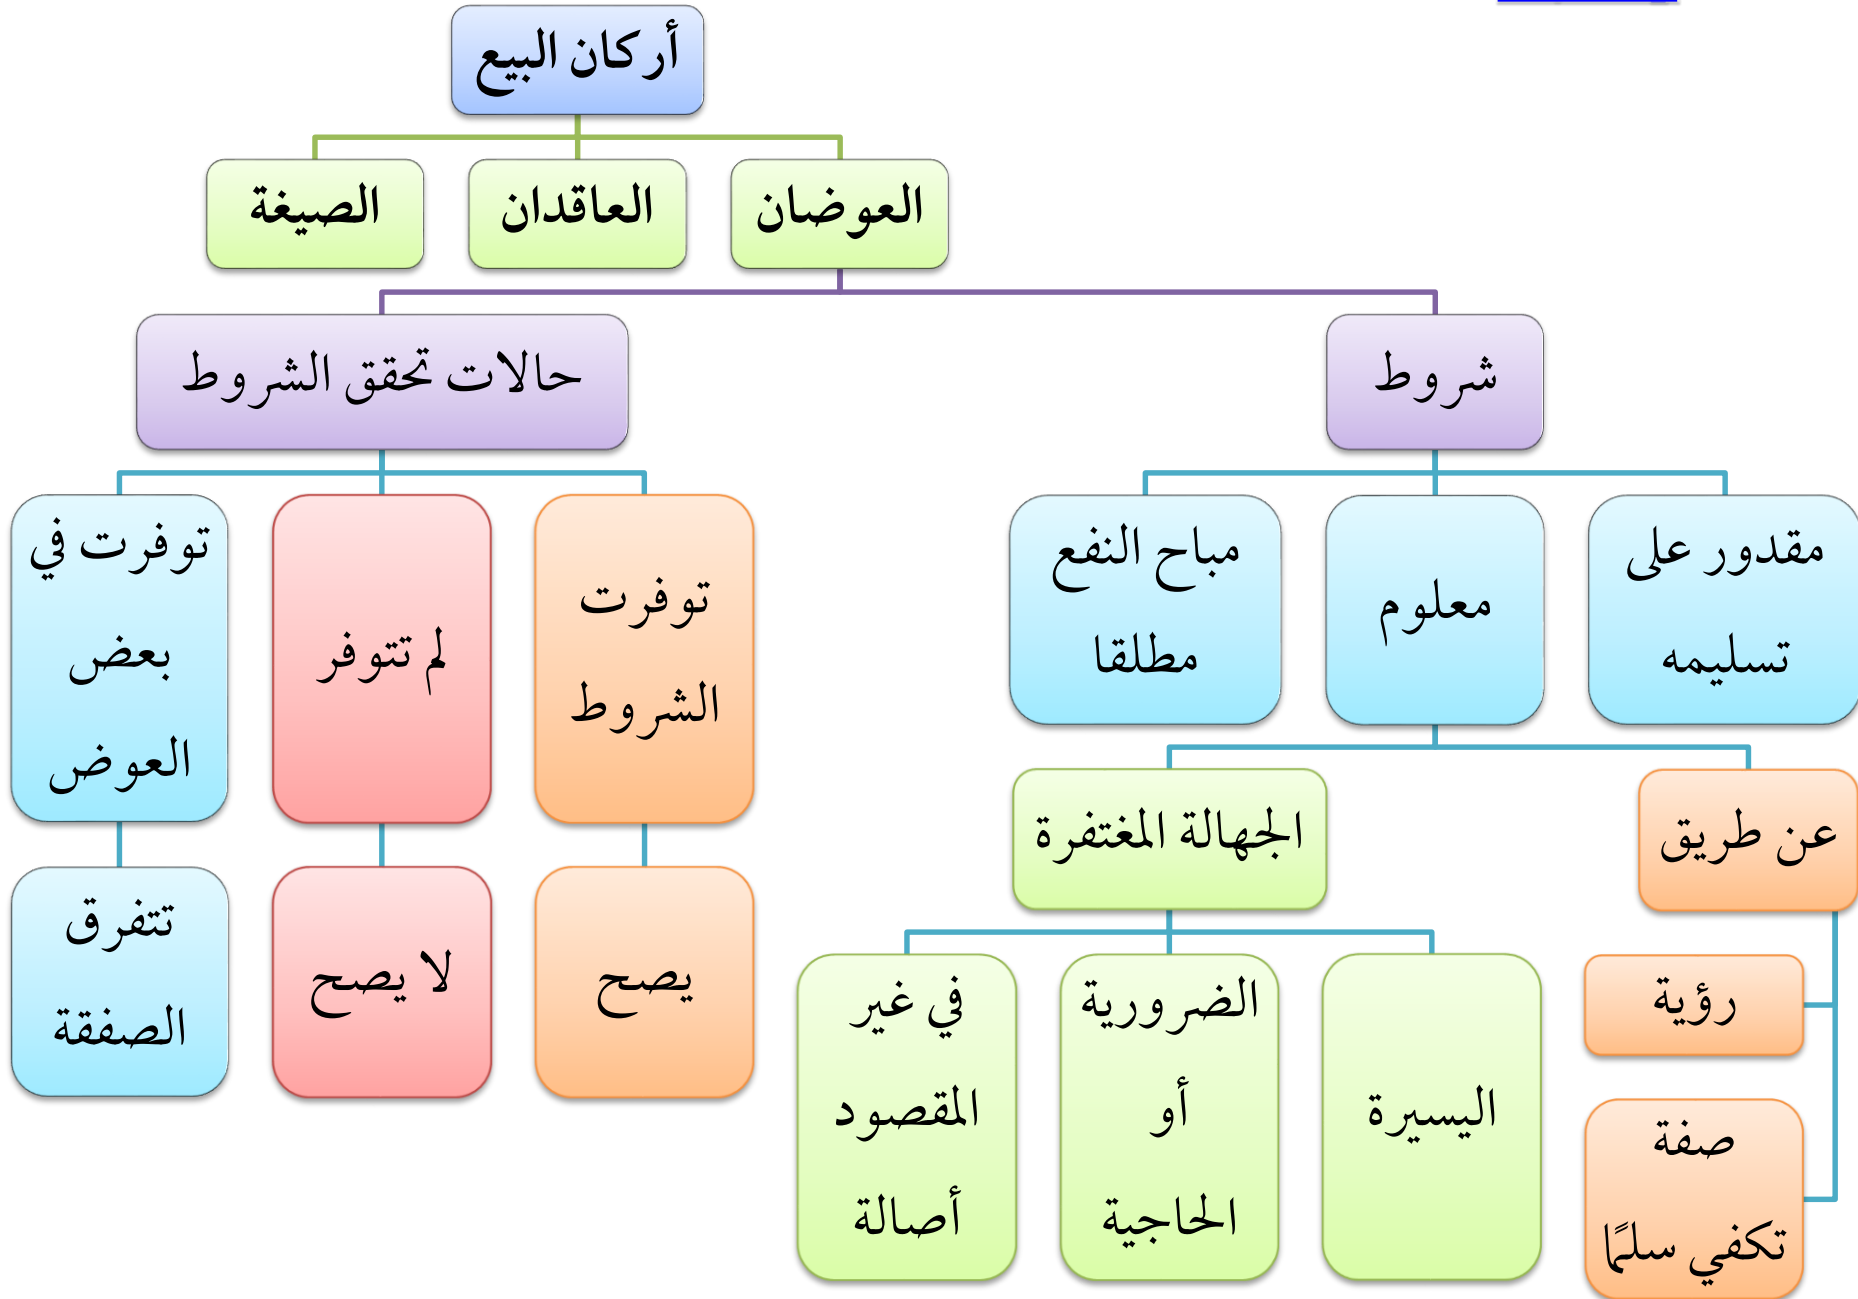 أركان البيع
العوضان
العاقدان
الصيغة
شروط
حالات تحقق الشروط
مقدور على
تسليمه
معلوم
مباح النفع
مطلقا
توفرت
الشروط
لم تتوفر
توفرت في
بعض
العوض
عن طريق
الجهالة المغتفرة
يصح
لا يصح
تتفرق
الصفقة
رؤية
صفة
تكفي سلمًا
اليسيرة
الضرورية
أو
الحاجية
في غير
المقصود
أصالة